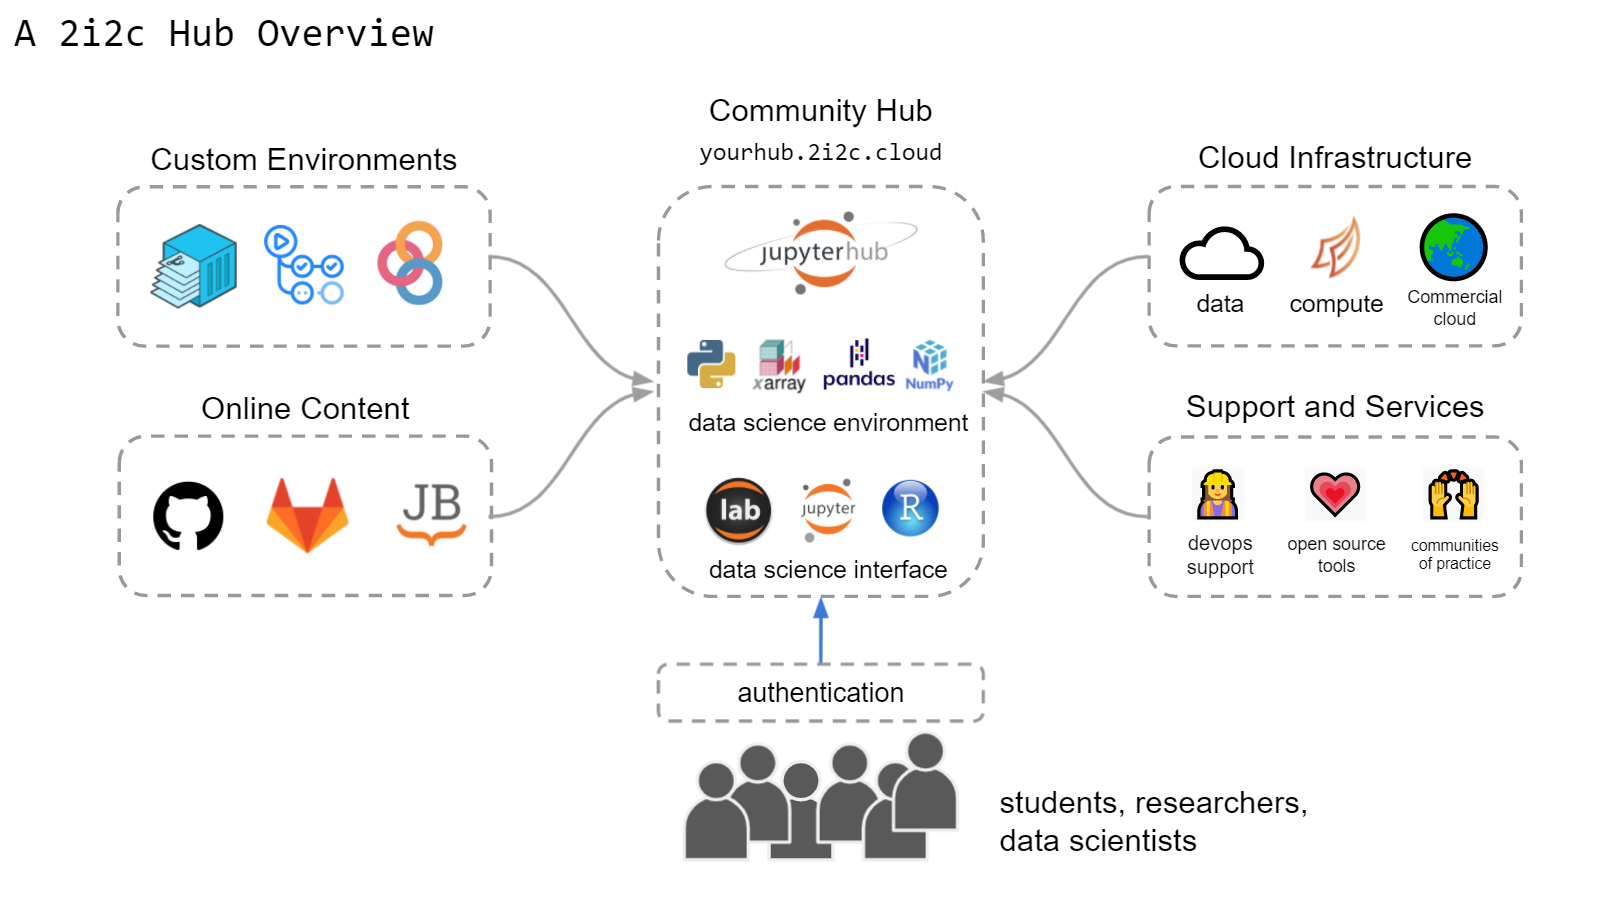 A 2i2c Hub Overview
Community Hub
yourhub.2i2c.cloud
Custom Environments
Online Content
JB
jupyterhub
xarray
pandas
NumPy
data science environment
lab
jupyter
R
data science interface
Cloud Infrastructure
data
compute
Commercial
cloud
Support and Services
devops
support
open source
tools
communities
of practice
authentication
students, researchers,
data scientists